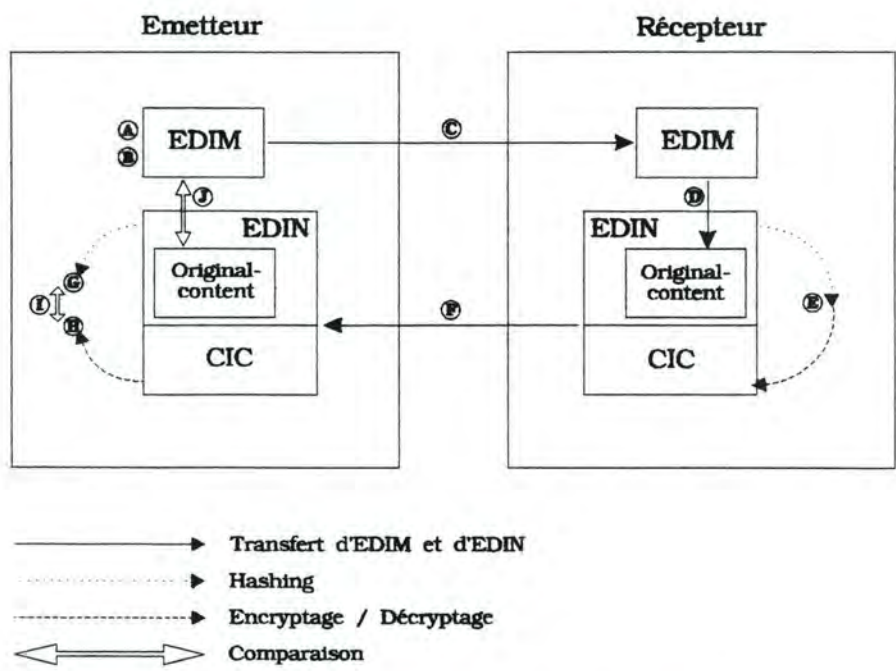 Emetteur
Récepteur
A
B
EDIM
C
EDIM
J
D
EDIN
Original-
content
EDIN
Original-
content
G
I
H
E
F
CIC
CIC
Transfert d'EDIM et d'EDIN
Hashing
Encryptage / Décryptage
Comparaison